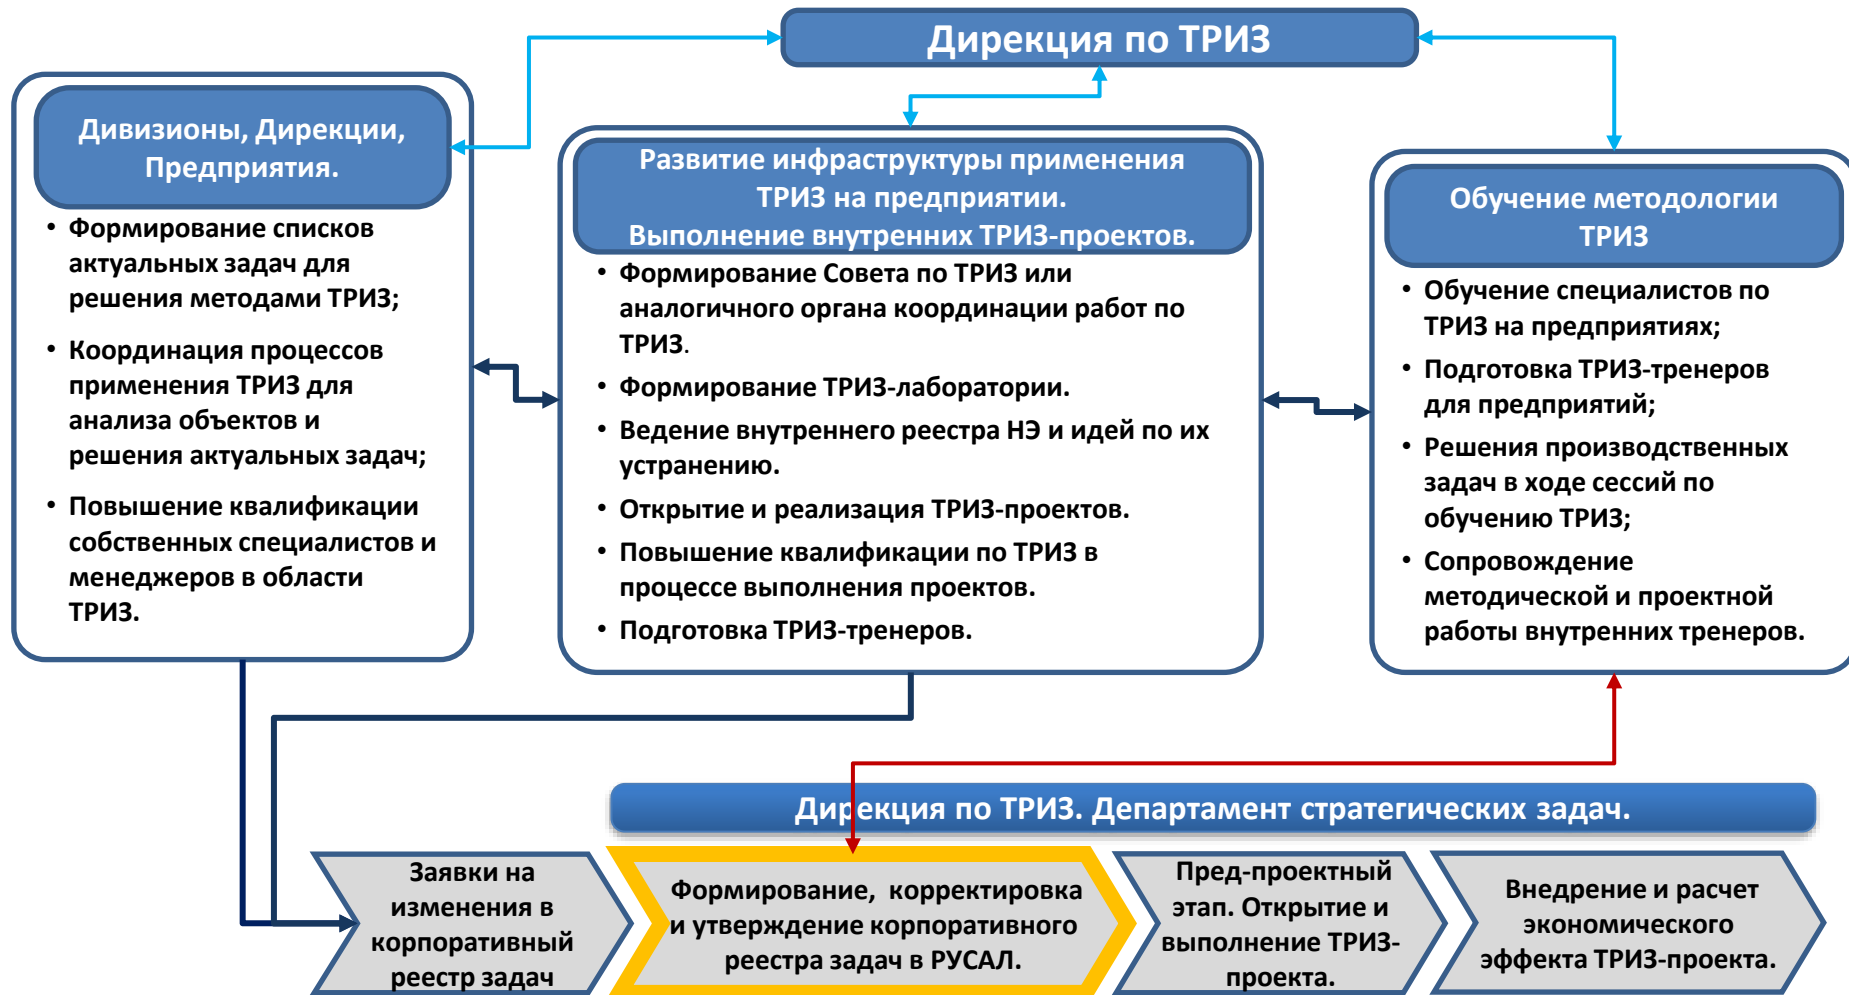 Дирекция по ТРИЗ
Дивизионы, Дирекции,
Предприятия.
• Формирование списков
актуальных задач для
решения методами ТРИЗ;
• Координация процессов
применения ТРИЗ для
анализа объектов и
решения актуальных задач;
• Повышение квалификации
собственных специалистов и
менеджеров в области
ТРИЗ.
Развитие инфраструктуры применения
ТРИЗ на предприятии.
Выполнение внутренних ТРИЗ-проектов.
• Формирование Совета по ТРИЗ или
аналогичного органа координации работ по
ТРИЗ.
• Формирование ТРИЗ-лаборатории.
• Ведение внутреннего реестра НЭ и идей по их
устранению.
• Открытие и реализация ТРИЗ-проектов.
• Повышение квалификации по ТРИЗ в
процессе выполнения проектов.
• Подготовка ТРИЗ-тренеров.
Обучение методологии
ТРИЗ
• Обучение специалистов по
ТРИЗ на предприятиях;
• Подготовка ТРИЗ-тренеров
для предприятий;
• Решения производственных
задач в ходе сессий по
обучению ТРИЗ;
• Сопровождение
методической и проектной
работы внутренних тренеров.
Дирекция по ТРИЗ. Департамент стратегических задач.
Заявки на
изменения в
корпоративный
реестр задач
Формирование, корректировка
и утверждение корпоративного
реестра задач в РУСАЛ.
Пред-проектный
этап. Открытие и
выполнение ТРИЗ-
проекта.
Внедрение и расчет
экономического
эффекта ТРИЗ-проекта.